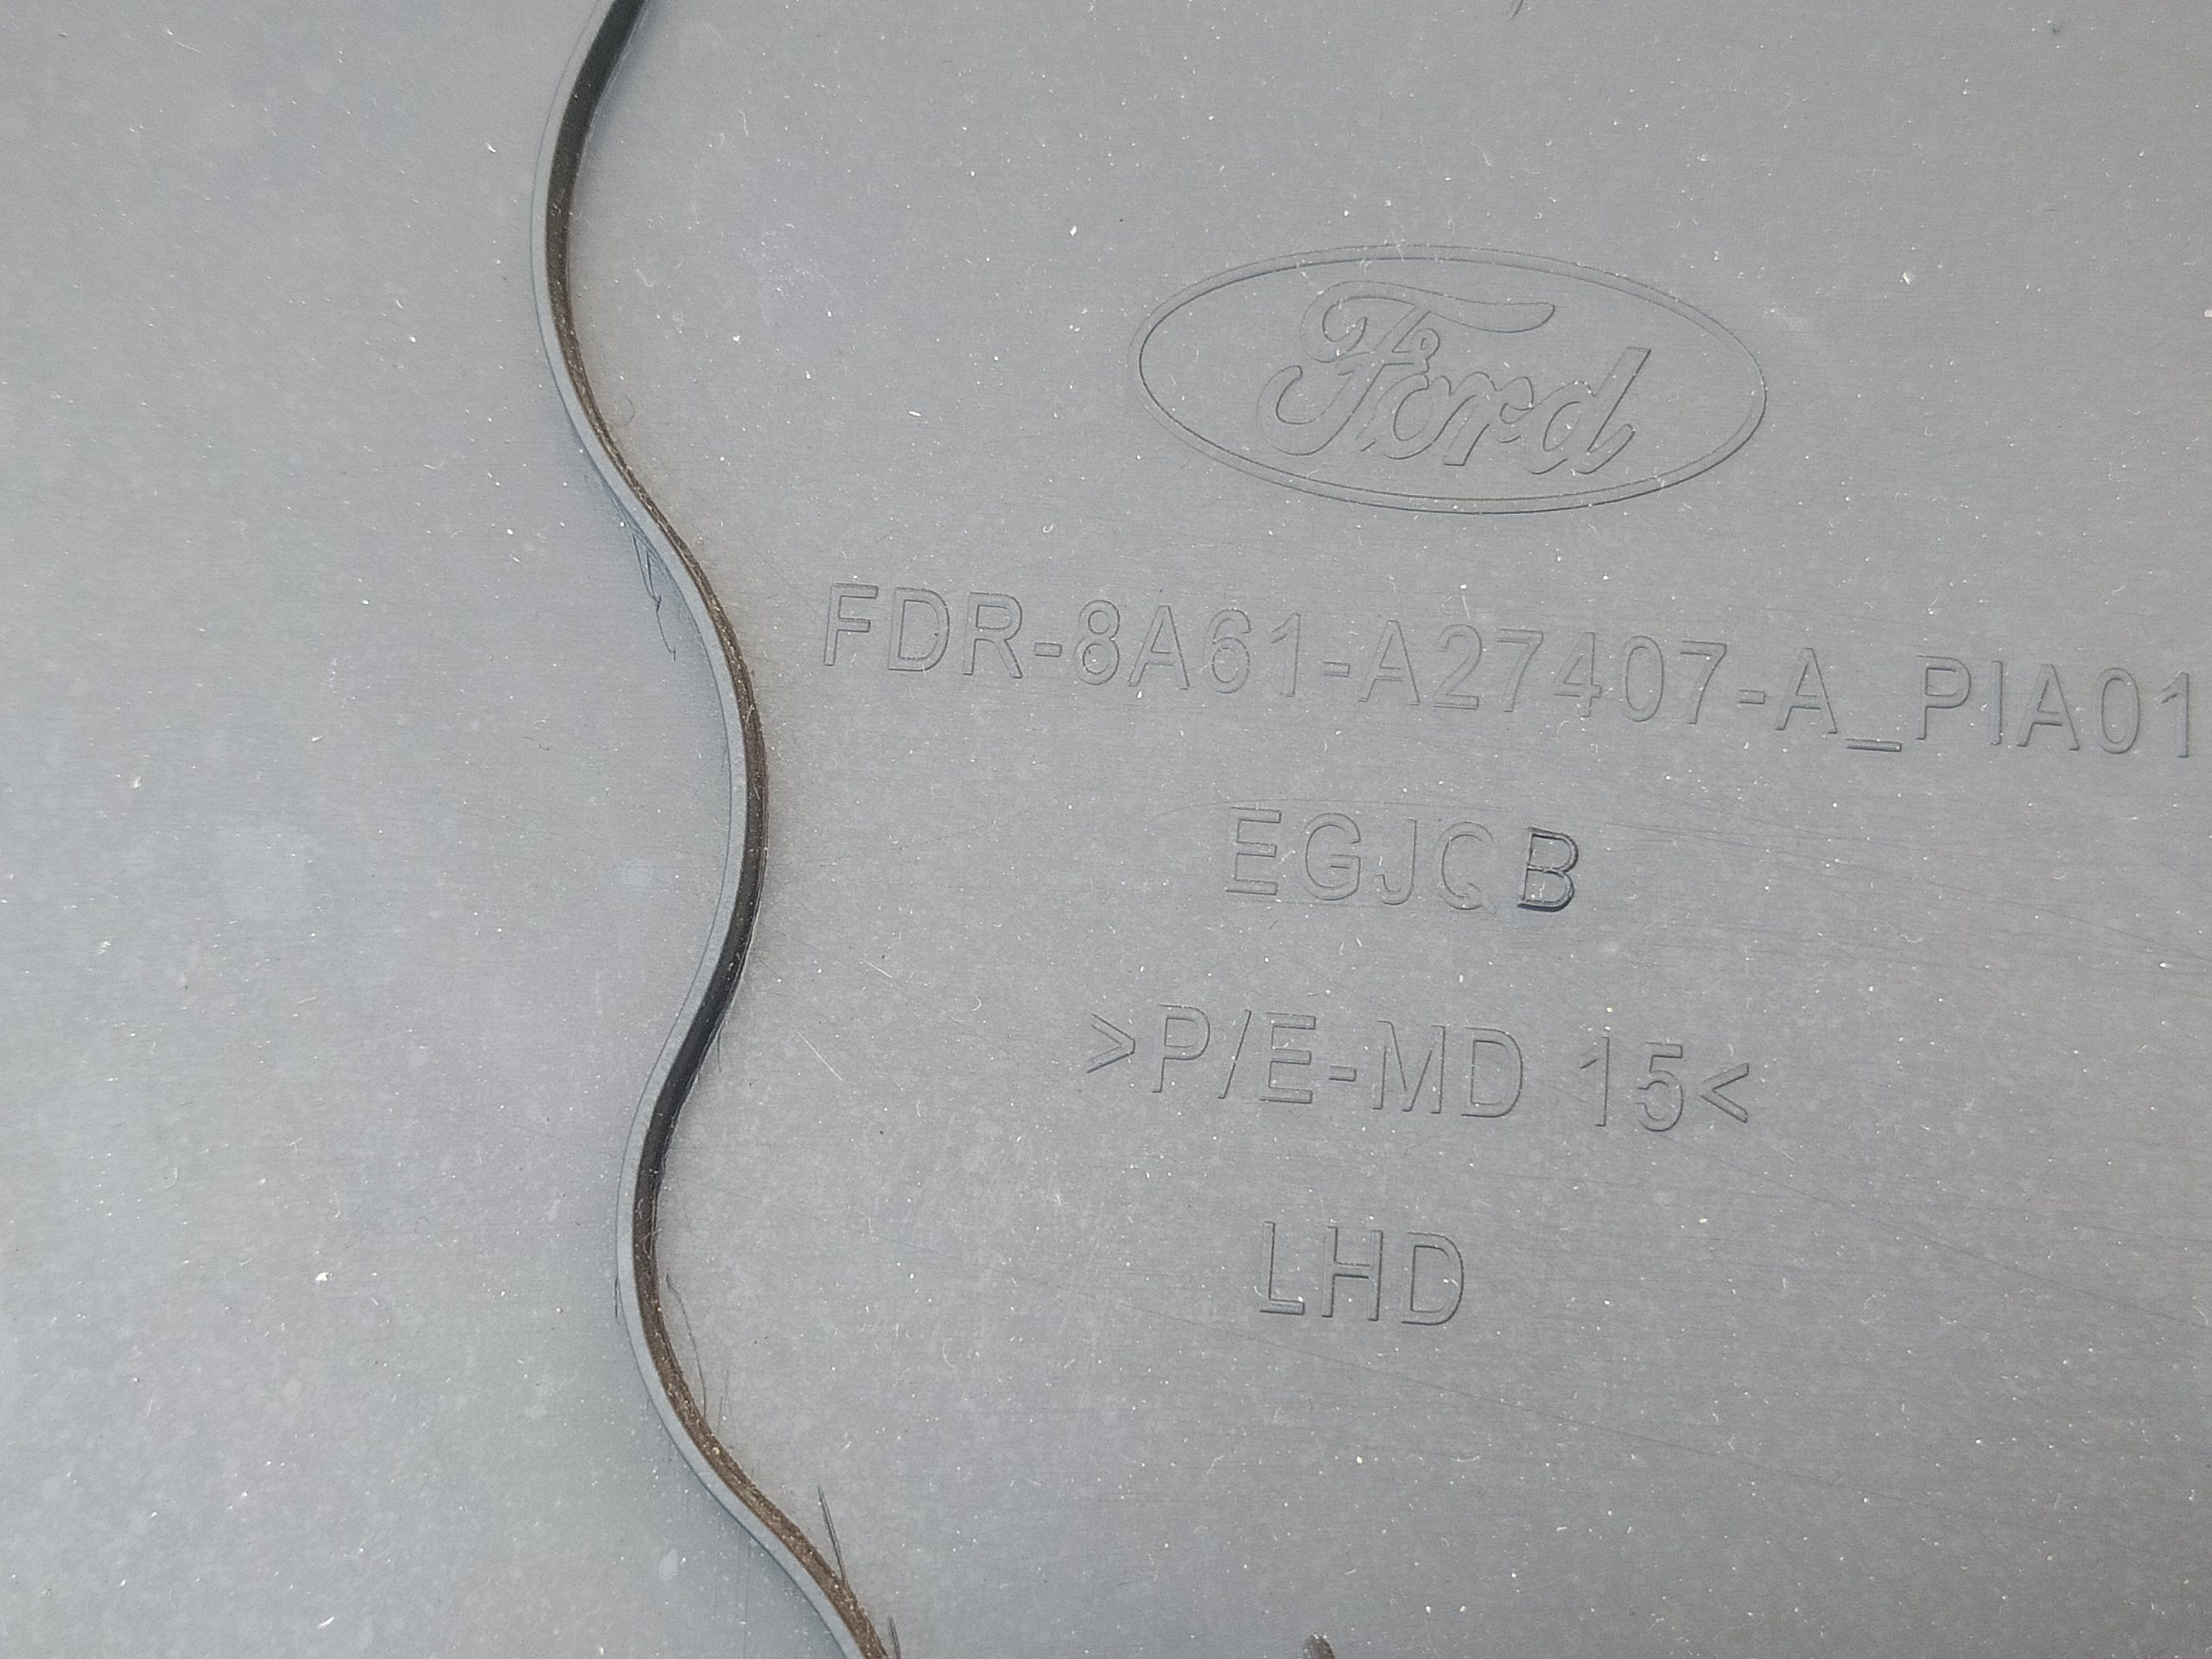 Ford
FDR-8A61-A27407-A_PIA01
EGJCB
>P/E-MD 15<
LHD